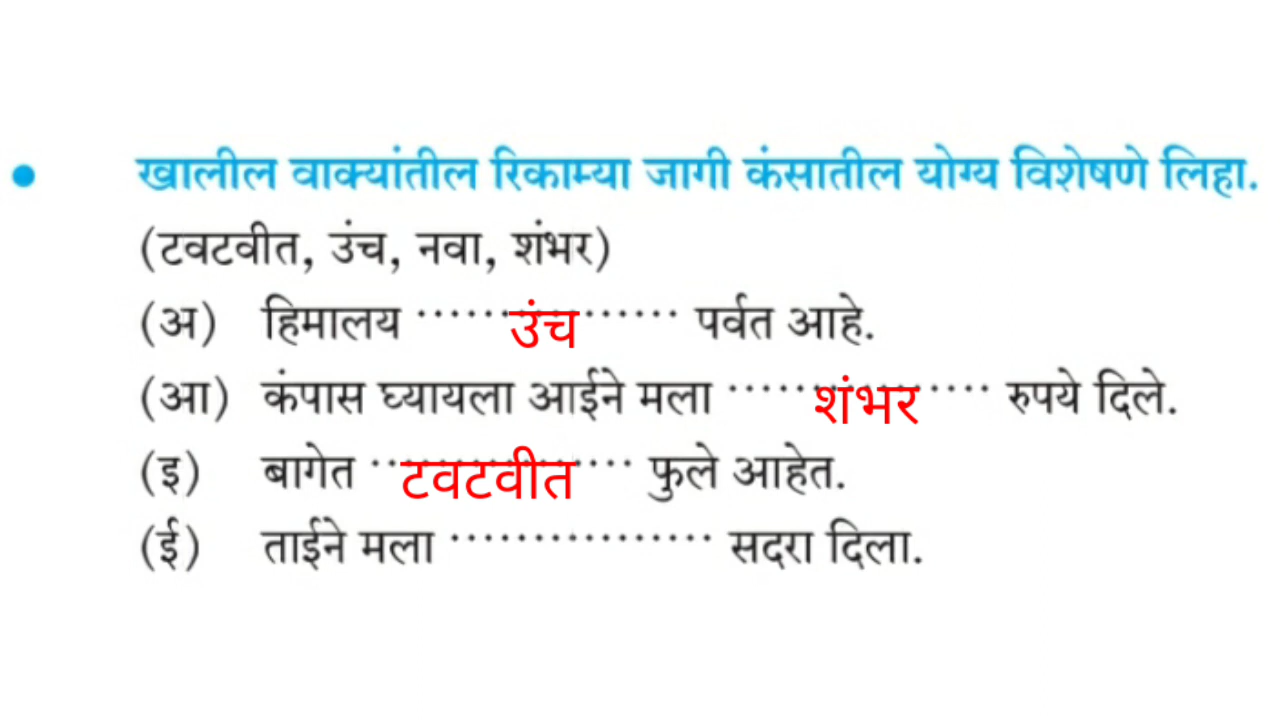 • खालील वाक्यांतील रिकाम्या जागी कंसातील योग्य विशेषणे लिहा.
(टवटवीत, उंच, नवा, शंभर)
(अ) हिमालय ................ उंच पर्वत आहे.
(आ) कंपास घ्यायला आईने मला ................ शंभर रुपये दिले.
(इ) बागेत ................ टवटवीत फुले आहेत.
(ई) ताईने मला ................ सदरा दिला.